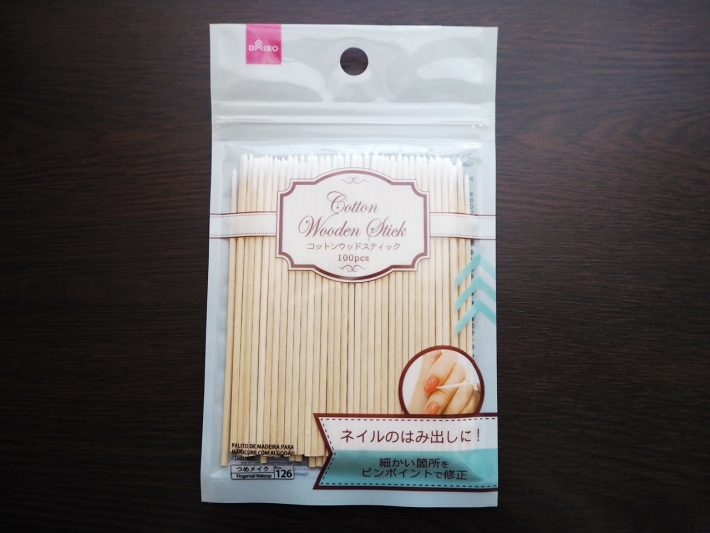 DAISO
Cotton
Wooden Stick
コットンウッドスティック
100pcs
ネイルのはみ出しに!
細かい箇所を
ピンポイントで修正
PALITO DE MADEIRA PARA
MANICURE COM ALGODÃO
つめメイク
Fingernail Makeup
126